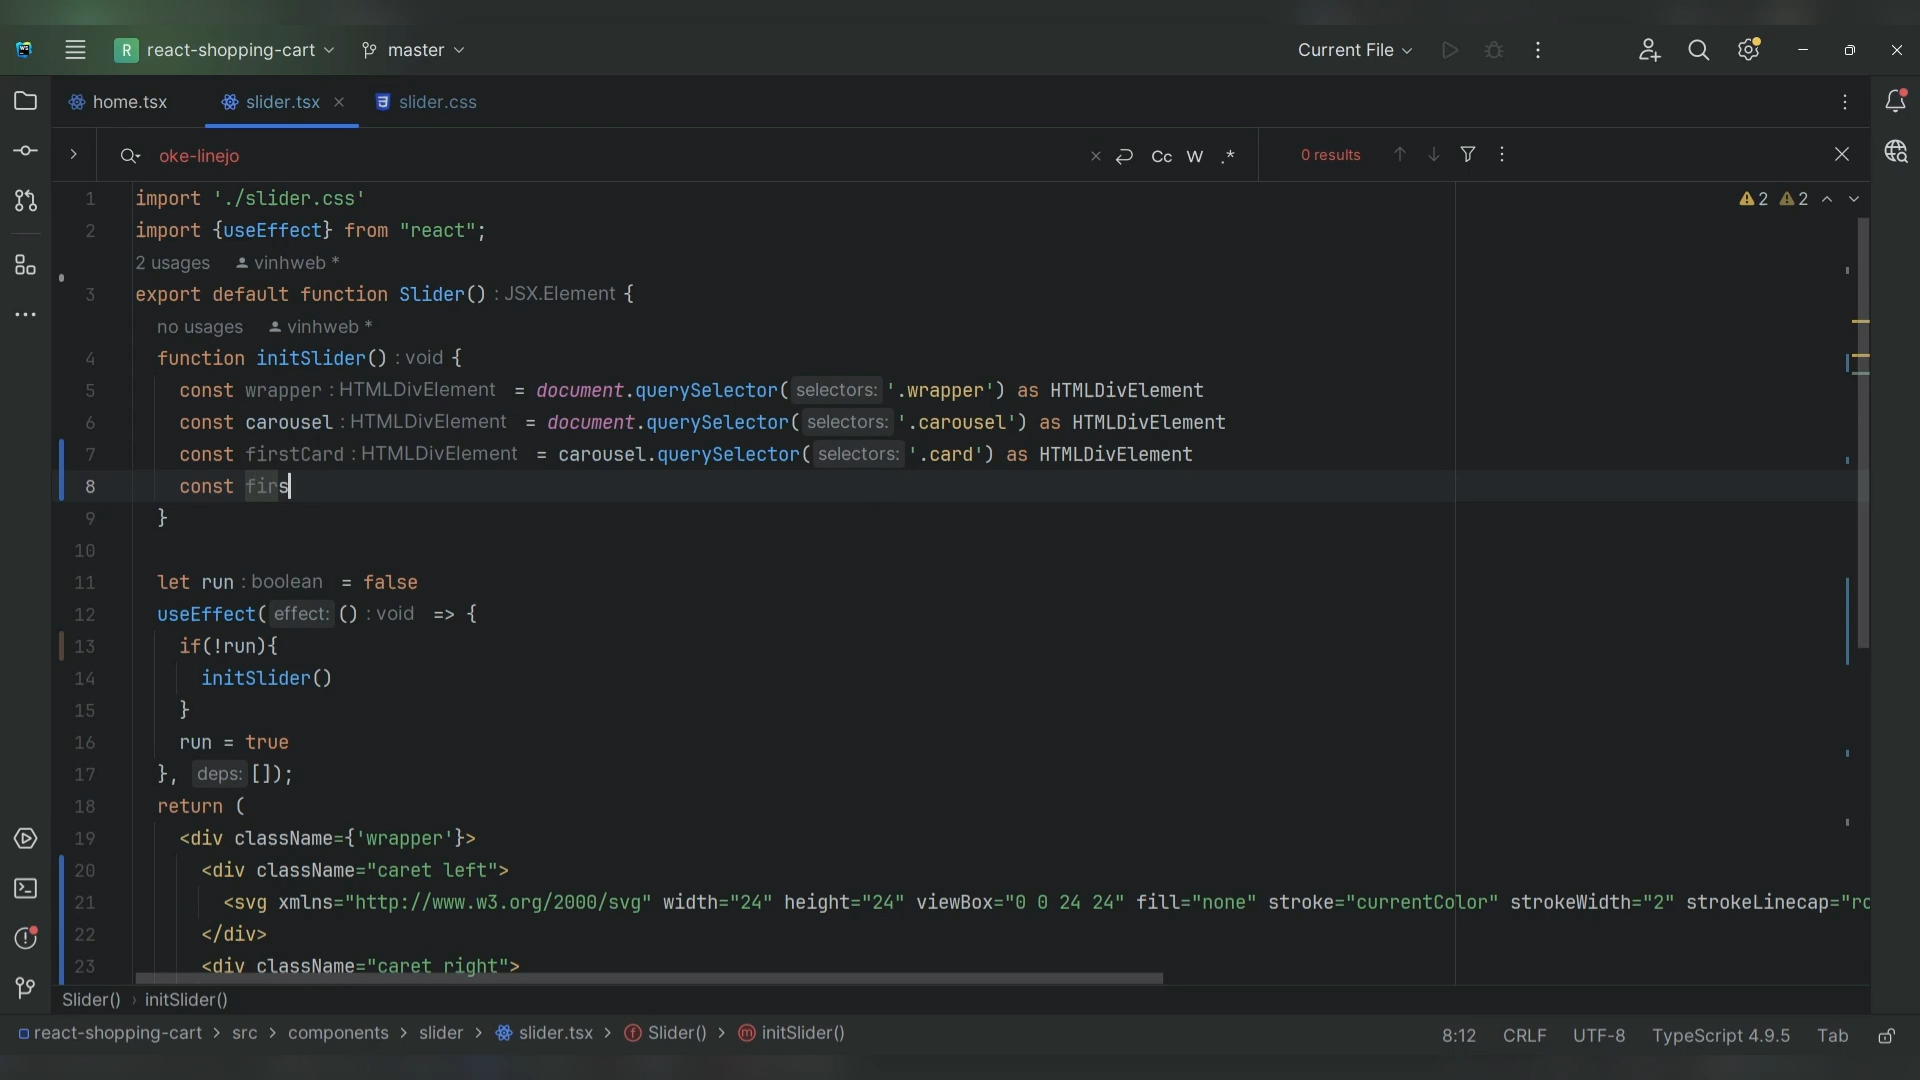 WS
R react-shopping-cart
master
Current File
home.tsx
slider.tsx
slider.css
oke-linejo
Cc W .*
0 results
1 import './slider.css'
2 import {useEffect} from "react";
2 usages vinhweb *
3 export default function Slider() : JSX.Element {
no usages vinhweb *
4 function initSlider() : void {
5 const wrapper : HTMLDivElement = document.querySelector( selectors: '.wrapper') as HTMLDivElement
6 const carousel : HTMLDivElement = document.querySelector( selectors: '.carousel') as HTMLDivElement
7 const firstCard : HTMLDivElement = carousel.querySelector( selectors: '.card') as HTMLDivElement
8 const firs
9 }
10
11 let run : boolean = false
12 useEffect( effect: () : void => {
13 if(!run){
14 initSlider()
15 }
16 run = true
17 }, deps: []);
18 return (
19 <div className={'wrapper'}>
20 <div className="caret left">
21 <svg xmlns="http://www.w3.org/2000/svg" width="24" height="24" viewBox="0 0 24 24" fill="none" stroke="currentColor" strokeWidth="2" strokeLinecap="ro
22 </div>
23 <div className="caret right">
2 2
Slider() › initSlider()
react-shopping-cart > src > components > slider > slider.tsx > f Slider() > m initSlider()
8:12 CRLF UTF-8 TypeScript 4.9.5 Tab